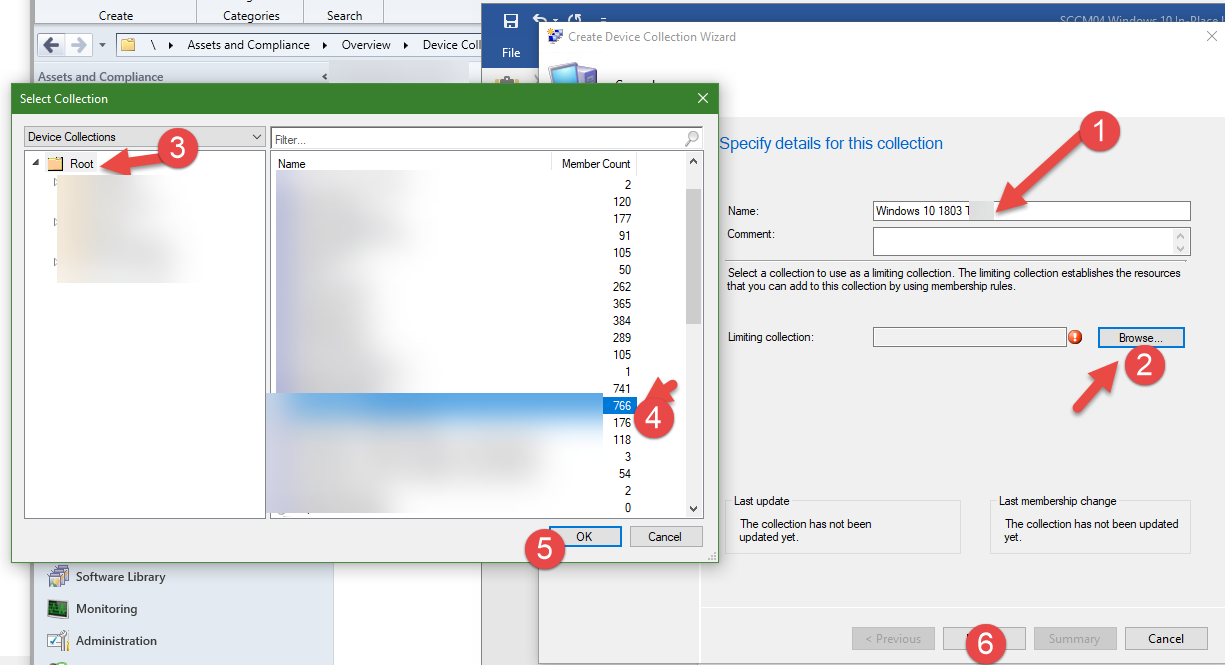 Create
Categories
Search
SCCM04 Windows 10 In-Place
File
Create Device Collection Wizard
\ Assets and Compliance Overview Device Coll
Assets and Compliance
Select Collection
Device Collections
Filter...
Root
3
Name Member Count
2
120
177
91
105
50
262
365
384
289
105
1
741
766
176
118
3
54
2
0
4
5
OK
Cancel
Specify details for this collection
1
Name:
Windows 10 1803 T
Comment:
Select a collection to use as a limiting collection. The limiting collection establishes the resources
that you can add to this collection by using membership rules.
Limiting collection:
Browse...
2
Last update
The collection has not been
updated yet.
Last membership change
The collection has not been updated
yet.
Software Library
Monitoring
Administration
< Previous
6
Summary
Cancel